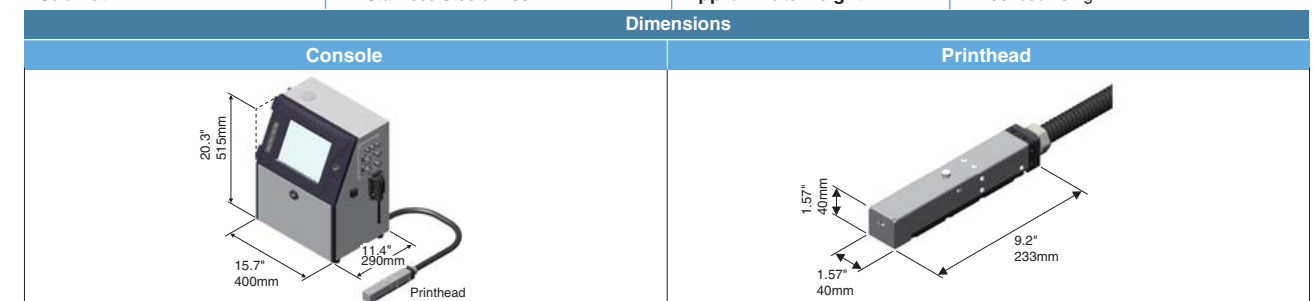 Dimensions
Console
Printhead
20.3"
515mm
15.7"
400mm
11.4"
290mm
Printhead
1.57"
40mm
1.57"
40mm
9.2"
233mm